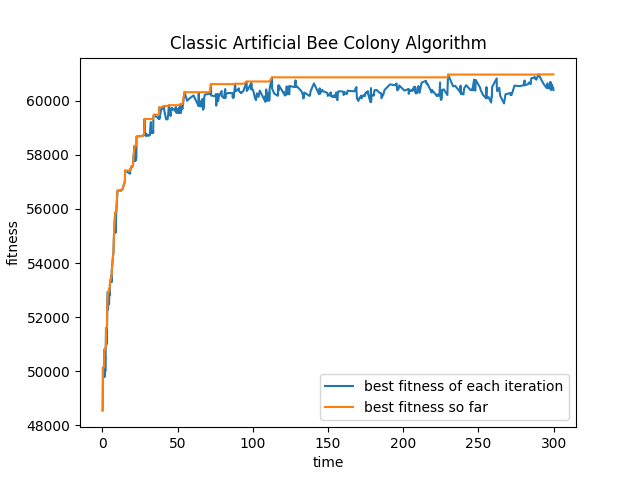 Classic Artificial Bee Colony Algorithm
fitness
60000
58000
56000
54000
52000
50000
48000
0 50 100 150 200 250 300
time
best fitness of each iteration
best fitness so far